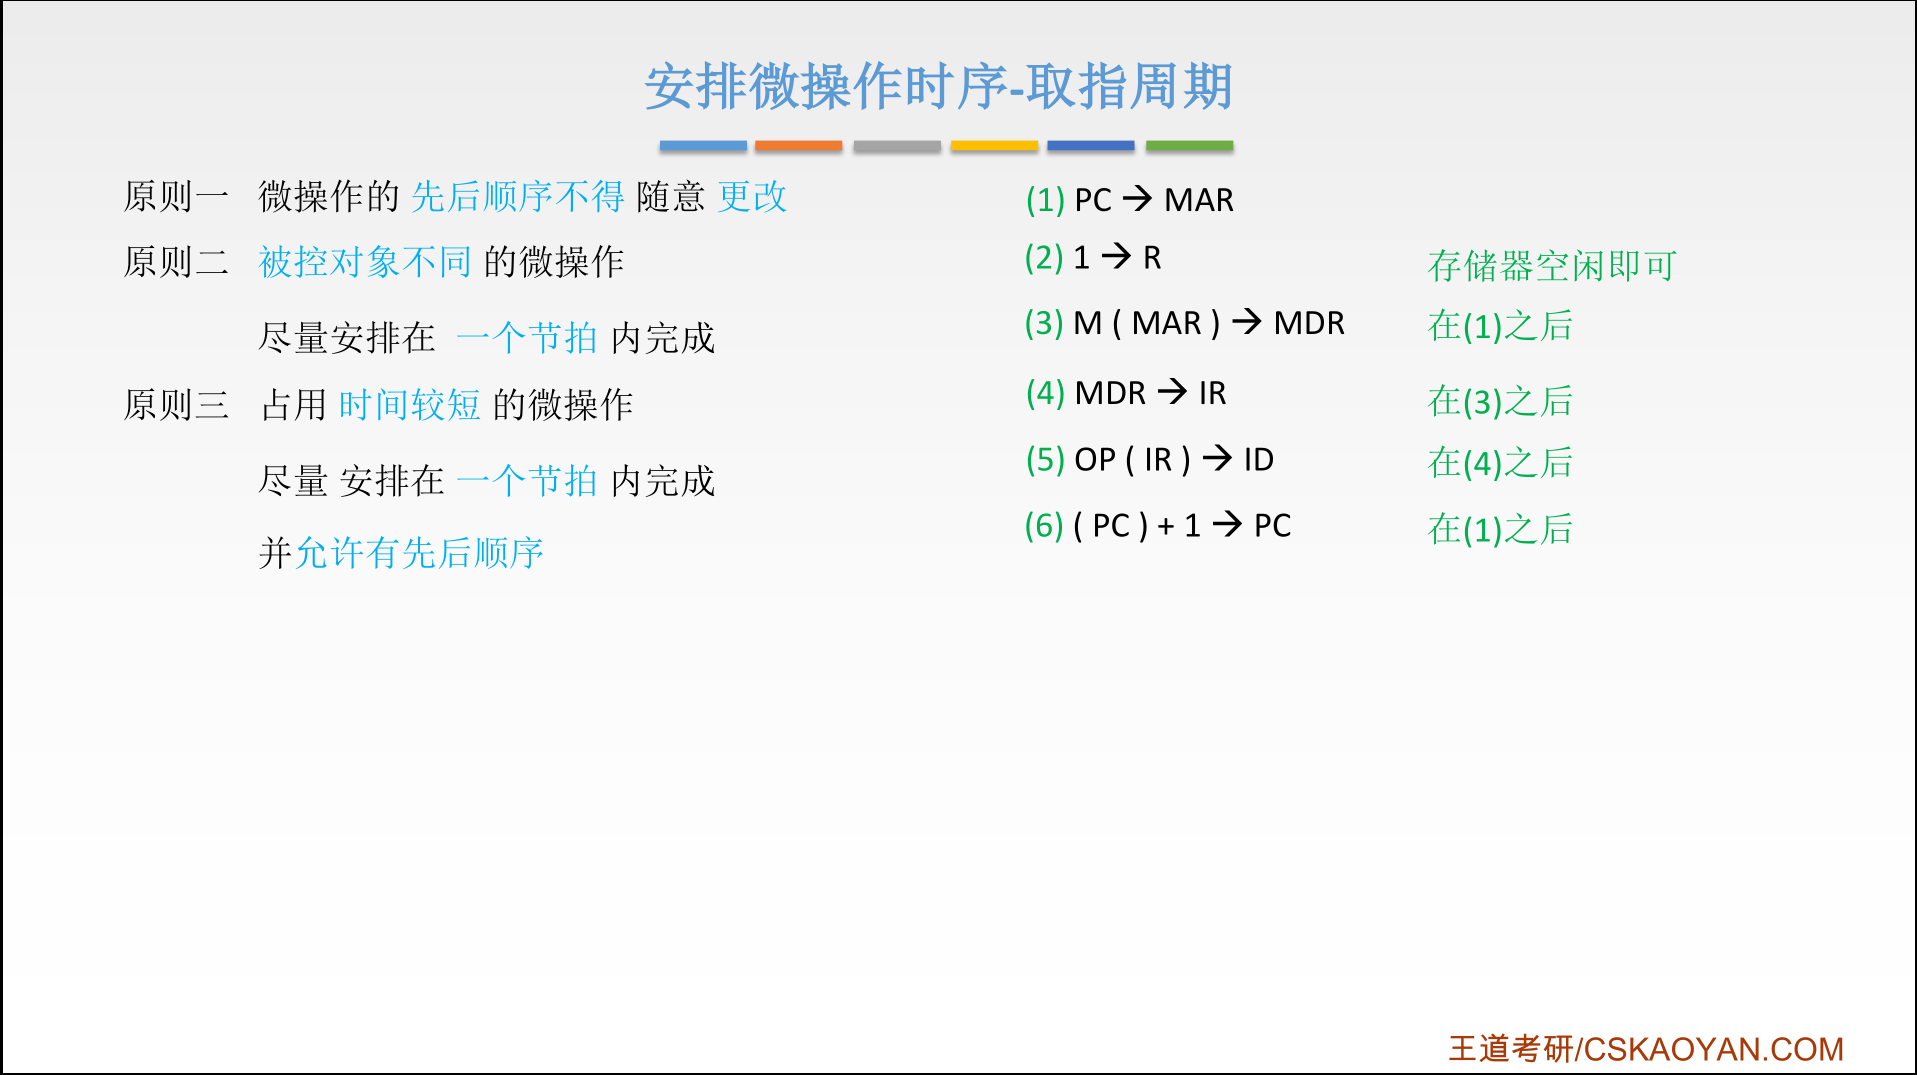 安排微操作时序-取指周期
原则一 微操作的 先后顺序不得 随意 更改
原则二 被控对象不同 的微操作
尽量安排在 一个节拍 内完成
原则三 占用 时间较短 的微操作
尽量 安排在 一个节拍 内完成
并允许有先后顺序
(1) PC → MAR
(2) 1 → R 存储器空闲即可
(3) M ( MAR ) → MDR 在(1)之后
(4) MDR → IR 在(3)之后
(5) OP ( IR ) → ID 在(4)之后
(6) ( PC ) + 1 → PC 在(1)之后
王道考研/CSKAOYAN.COM